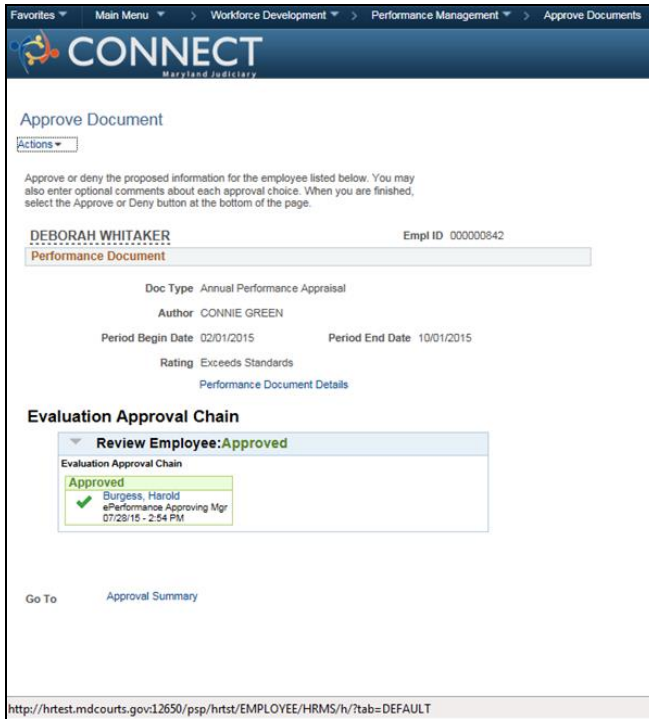 Favorites Main Menu > Workforce Development > Performance Management > Approve Documents
CONNECT
Maryland Judiciary
Approve Document
Actions
Approve or deny the proposed information for the employee listed below. You may
also enter optional comments about each approval choice. When you are finished,
select the Approve or Deny button at the bottom of the page.
DEBORAH WHITAKER Empl ID 000000842
Performance Document
Doc Type Annual Performance Appraisal
Author CONNIE GREEN
Period Begin Date 02/01/2015 Period End Date 10/01/2015
Rating Exceeds Standards
Performance Document Details
Evaluation Approval Chain
Review Employee:Approved
Evaluation Approval Chain
Approved
Burgess, Harold
ePerformance Approving Mgr
07/28/15 - 2:54 PM
Go To Approval Summary
http://hrtest.mdcourts.gov:12650/psp/hrtst/EMPLOYEE/HRMS/h/?tab=DEFAULT